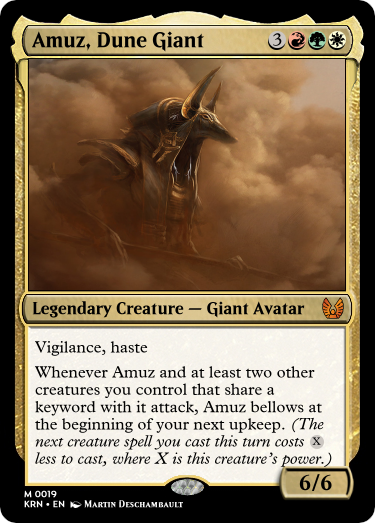 Amuz, Dune Giant 3
Legendary Creature — Giant Avatar
Vigilance, haste
Whenever Amuz and at least two other
creatures you control that share a
keyword with it attack, Amuz bellows at
the beginning of your next upkeep. (The
next creature spell you cast this turn costs X
less to cast, where X is this creature's power.)
6/6
M 0019
KRN • EN Martin Deschambault